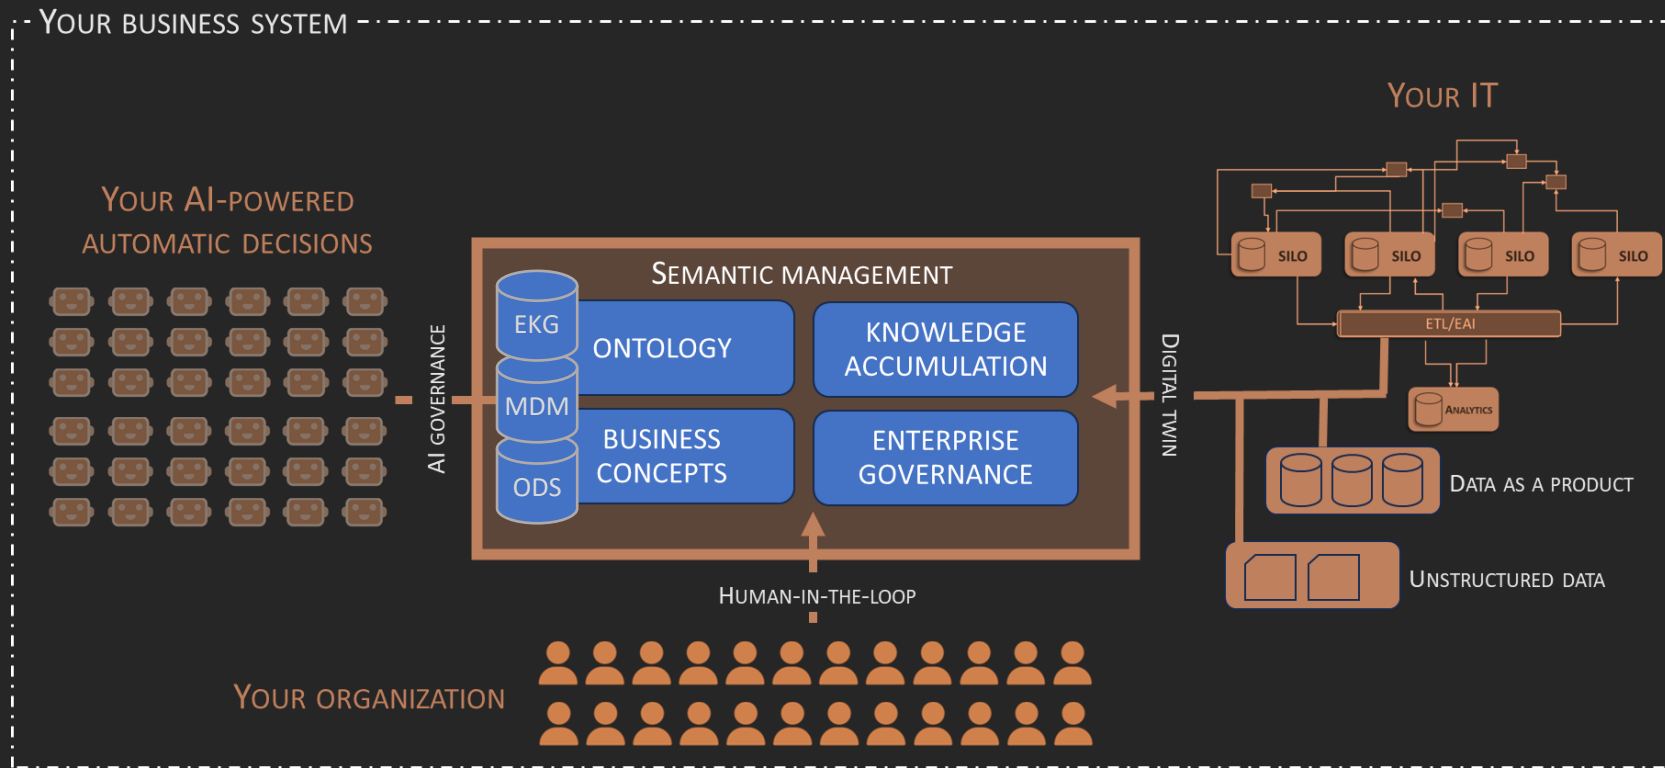 Your business system
Your IT
Your AI-powered
automatic decisions
SILO
SILO
SILO
SILO
ETL/EAI
Analytics
Semantic management
EKG
MDM
ODS
ONTOLOGY
KNOWLEDGE
ACCUMULATION
BUSINESS
CONCEPTS
ENTERPRISE
GOVERNANCE
AI governance
Digital twin
Data as a product
Unstructured data
Human-in-the-loop
Your organization